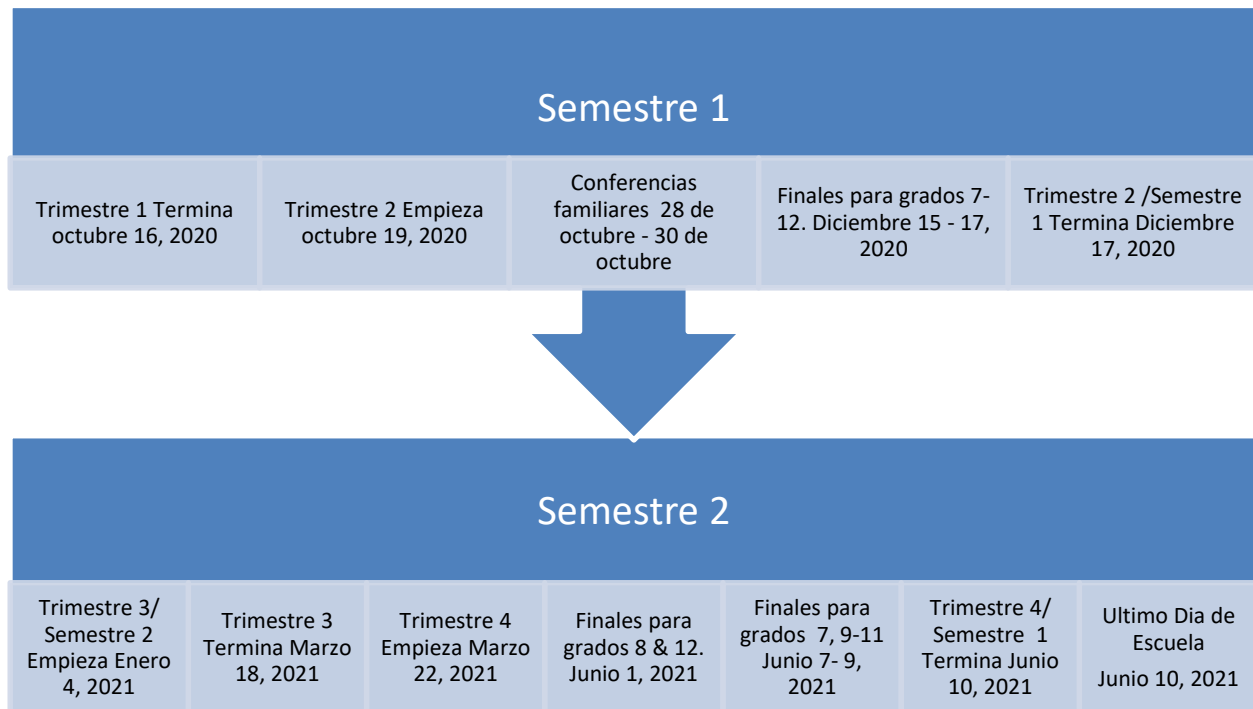 Semestre 1
Trimestre 1 Termina
octubre 16, 2020
Trimestre 2 Empieza
octubre 19, 2020
Conferencias
familiares 28 de
octubre - 30 de
octubre
Finales para grados 7-
12. Diciembre 15 - 17,
2020
Trimestre 2 /Semestre
1 Termina Diciembre
17, 2020
Semestre 2
Trimestre 3/
Semestre 2
Empieza Enero
4, 2021
Trimestre 3
Termina Marzo
18, 2021
Trimestre 4
Empieza Marzo
22, 2021
Finales para
grados 8 & 12.
Junio 1, 2021
Finales para
grados 7, 9-11
Junio 7- 9,
2021
Trimestre 4/
Semestre 1
Termina Junio
10, 2021
Ultimo Dia de
Escuela
Junio 10, 2021